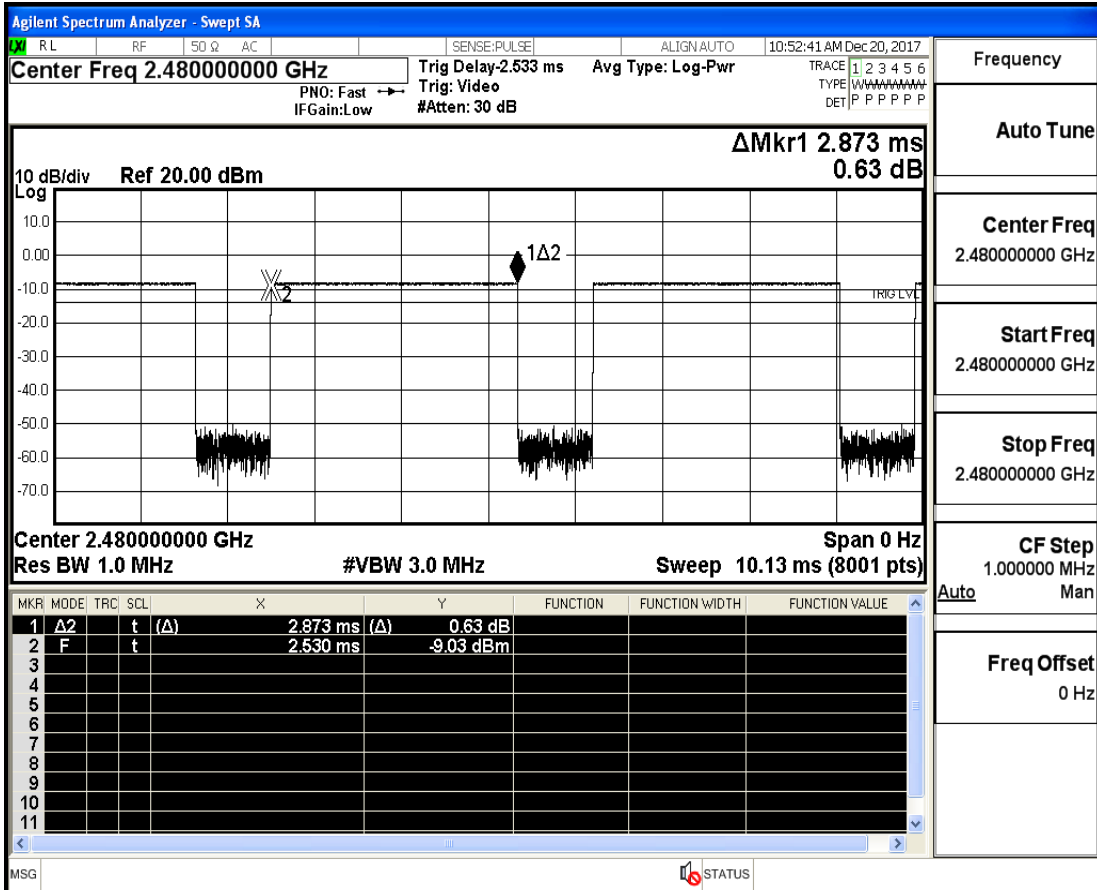 Agilent Spectrum Analyzer - Swept SA
LXI RL RF 50 Ω AC SENSE:PULSE ALIGN AUTO 10:52:41 AM Dec 20, 2017
Center Freq 2.480000000 GHz
PNO: Fast
IFGain:Low
Trig Delay-2.533 ms
Trig: Video
#Atten: 30 dB
Avg Type: Log-Pwr
TRACE 1 2 3 4 5 6
TYPE
DET P P P P P P
ΔMkr1 2.873 ms
0.63 dB
10 dB/div Ref 20.00 dBm
Log
10.0
0.00
-10.0
-20.0
-30.0
-40.0
-50.0
-60.0
-70.0
1Δ2
2
TRIG LVL
Center 2.480000000 GHz Span 0 Hz
Res BW 1.0 MHz #VBW 3.0 MHz Sweep 10.13 ms (8001 pts)
MKR MODE TRC SCL X Y FUNCTION FUNCTION WIDTH FUNCTION VALUE
1 Δ2 t (Δ) 2.873 ms (Δ) 0.63 dB
2 F t 2.530 ms -9.03 dBm
3
4
5
6
7
8
9
10
11
MSG STATUS
Frequency
Auto Tune
Center Freq
2.480000000 GHz
Start Freq
2.480000000 GHz
Stop Freq
2.480000000 GHz
CF Step
1.000000 MHz
Auto Man
Freq Offset
0 Hz